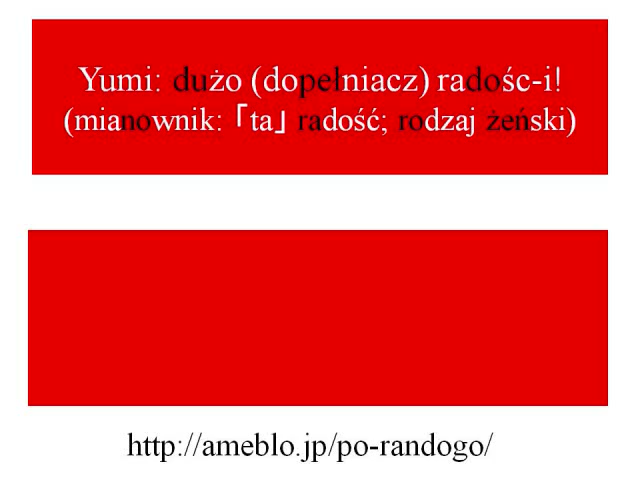 Yumi: dużo (dopełniacz) radośc-i!
(mianownik: ｢ta｣ radość; rodzaj żeński)
http://ameblo.jp/po-randogo/